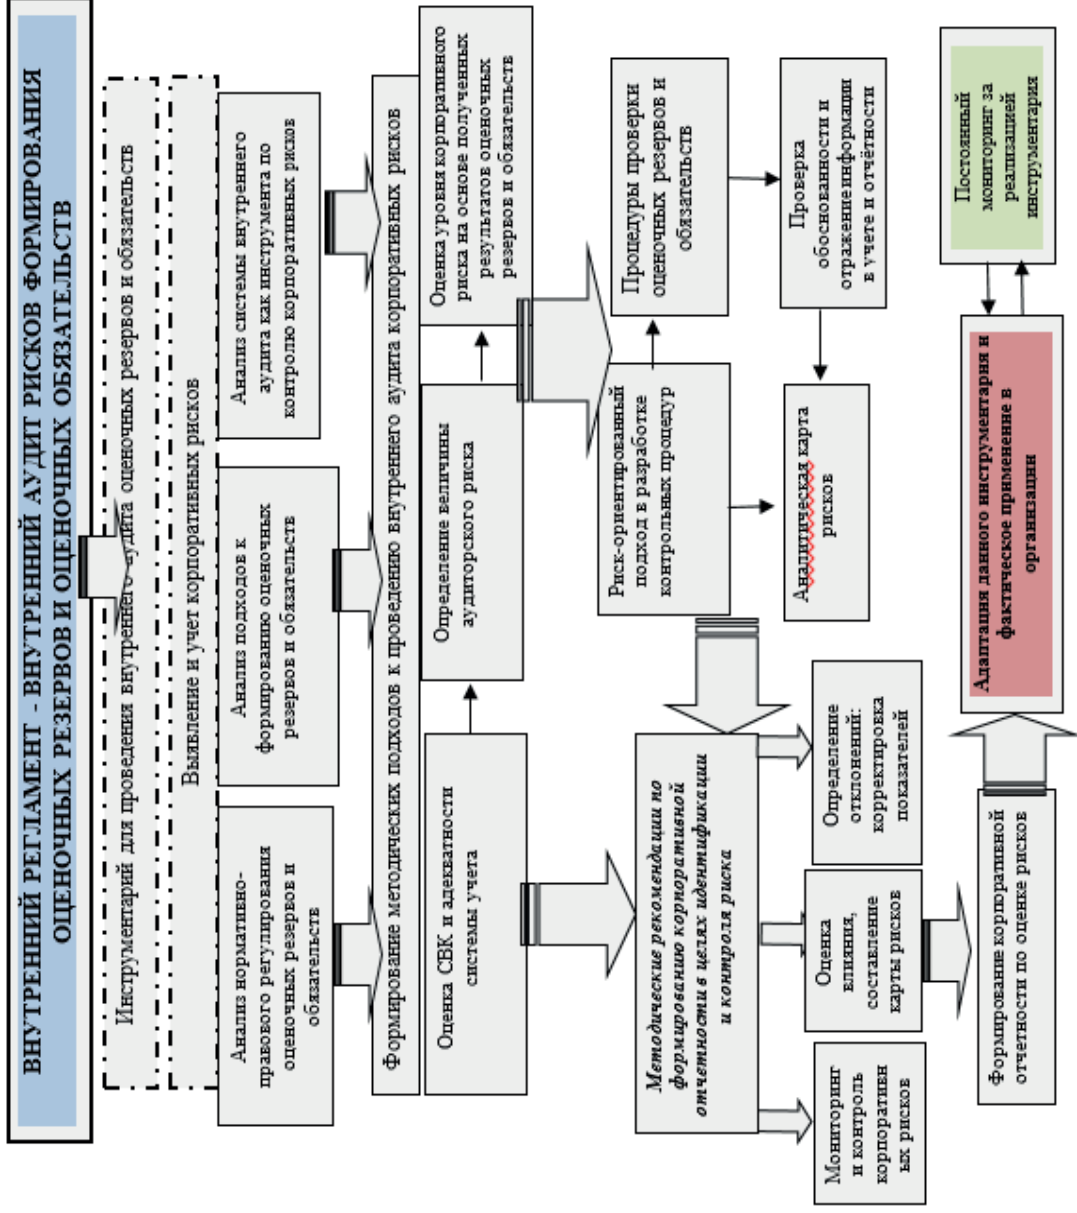 ВНУТРЕННИЙ РЕГЛАМЕНТ - ВНУТРЕННИЙ АУДИТ РИСКОВ ФОРМИРОВАНИЯ
ОЦЕНОЧНЫХ РЕЗЕРВОВ И ОЦЕНОЧНЫХ ОБЯЗАТЕЛЬСТВ
Инструментарий для проведения внутреннего аудита оценочных резервов и обязательств
Выявление и учет корпоративных рисков
Анализ нормативно-
правового регулирования
оценочных резервов и
обязательств
Анализ подходов к
формированию оценочных
резервов и обязательств
Анализ системы внутреннего
аудита как инструмента по
контролю корпоративных рисков
Формирование методических подходов к проведению внутреннего аудита корпоративных рисков
Оценка СВК и адекватности
системы учета
Определение величины
аудиторского риска
Оценка уровня корпоративного
риска на основе полученных
результатов оценочных
резервов и обязательств
Методические рекомендации по
формированию корпоративной
отчетности в целях идентификации
и контроля риска
Риск-ориентированный
подход в разработке
контрольных процедур
Процедуры проверки
оценочных резервов и
обязательств
Мониторинг
и контроль
корпоративн
ых рисков
Оценка
влияния,
составление
карты рисков
Определение
отклонений:
корректировка
показателей
Аналитическая карта
рисков
Проверка
обоснованности и
отражение информации
в учете и отчётности
Формирование корпоративной
отчетности по оценке рисков
Адаптация данного инструментария и
фактическое применение в
организации
Постоянный
мониторинг за
реализацией
инструментария